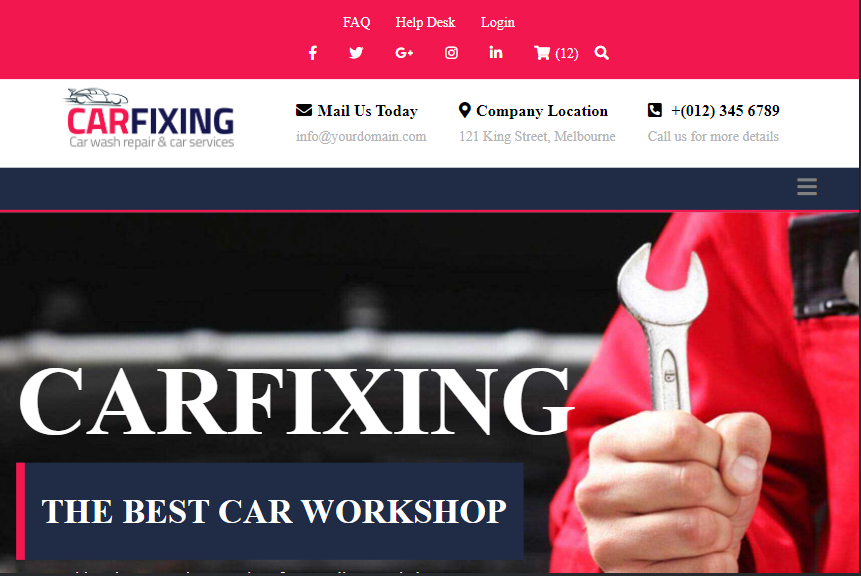 FAQ Help Desk Login
(12)
CARFIXING
Car wash repair & car services
Mail Us Today
info@yourdomain.com
Company Location
121 King Street, Melbourne
+(012) 345 6789
Call us for more details
CARFIXING
THE BEST CAR WORKSHOP